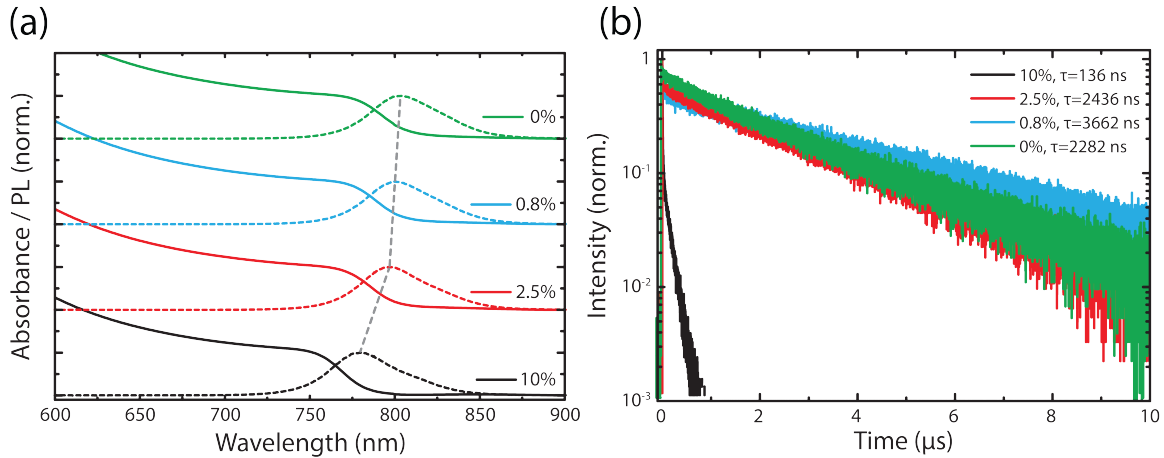 (a)
Absorbance / PL (norm.)
0%
0.8%
2.5%
10%
600
650
700
750
800
850
900
Wavelength (nm)
(b)
Intensity (norm.)
1
10-1
10-2
10-3
10%, τ=136 ns
2.5%, τ=2436 ns
0.8%, τ=3662 ns
0%, τ=2282 ns
0
2
4
6
8
10
Time (μs)